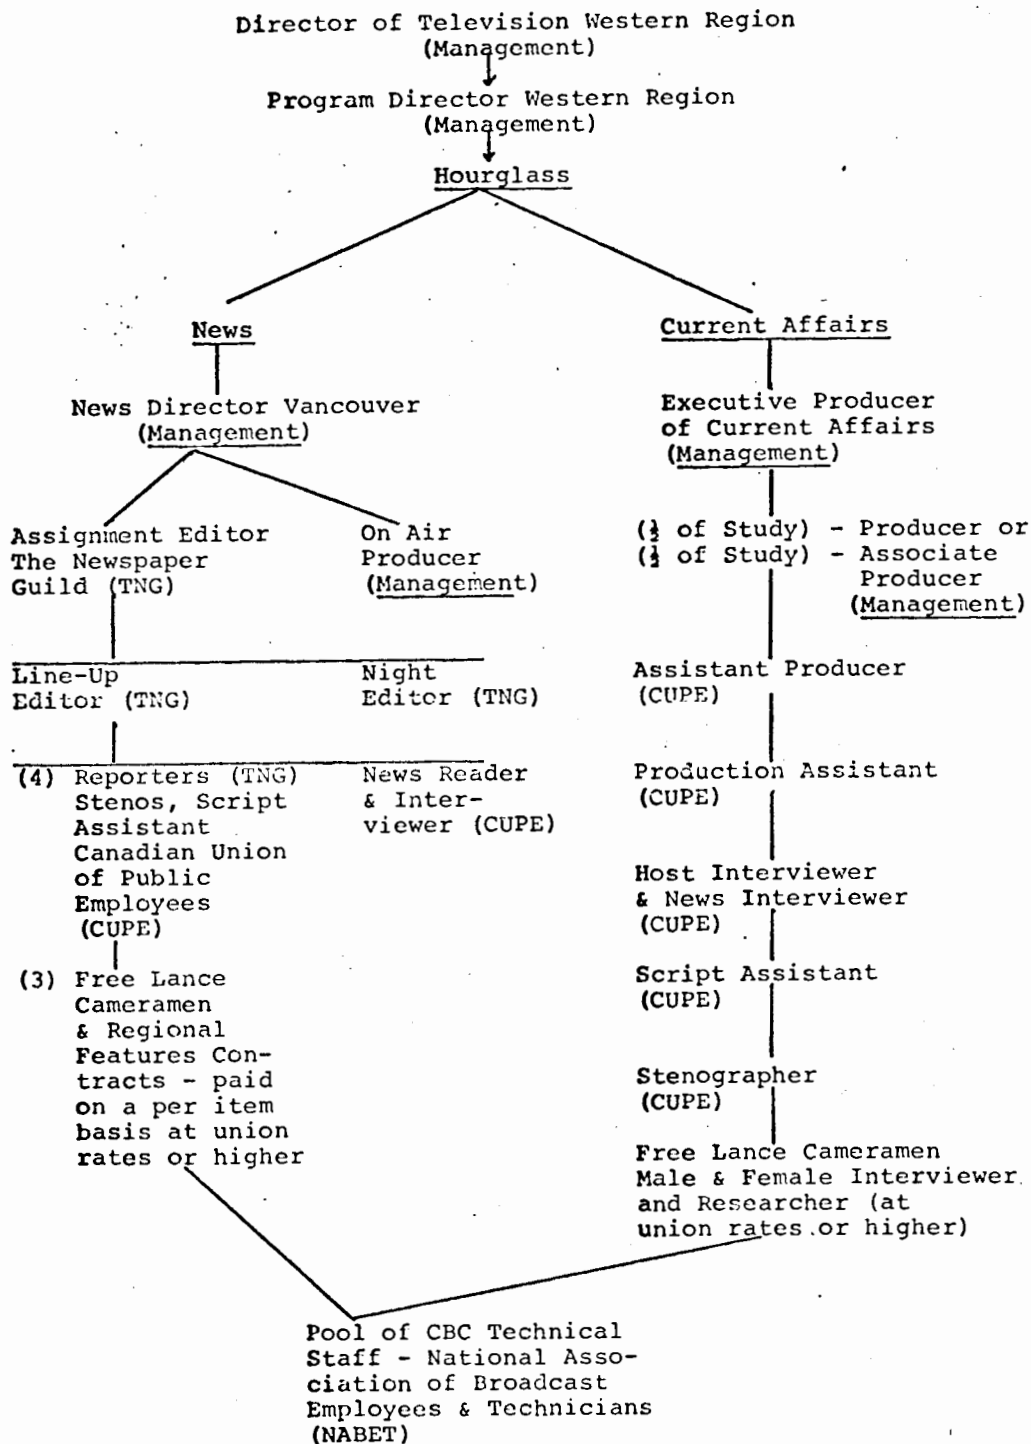 Director of Television Western Region
(Management)
Program Director Western Region
(Management)
Hourglass
News
News Director Vancouver
(Management)
Assignment Editor
The Newspaper
Guild (TNG)
On Air
Producer
(Management)
Line-Up
Editor (TNG)
Night
Editor (TNG)
(4) Reporters (TNG)
Stenos, Script
Assistant
Canadian Union
of Public
Employees
(CUPE)
News Reader
& Inter-
viewer (CUPE)
(3) Free Lance
Cameramen
& Regional
Features Con-
tracts - paid
on a per item
basis at union
rates or higher
Current Affairs
Executive Producer
of Current Affairs
(Management)
(½ of Study) - Producer or
(½ of Study) - Associate
Producer
(Management)
Assistant Producer
(CUPE)
Production Assistant
(CUPE)
Host Interviewer
& News Interviewer
(CUPE)
Script Assistant
(CUPE)
Stenographer
(CUPE)
Free Lance Cameramen
Male & Female Interviewer
and Researcher (at
union rates or higher)
Pool of CBC Technical
Staff - National Asso-
ciation of Broadcast
Employees & Technicians
(NABET)